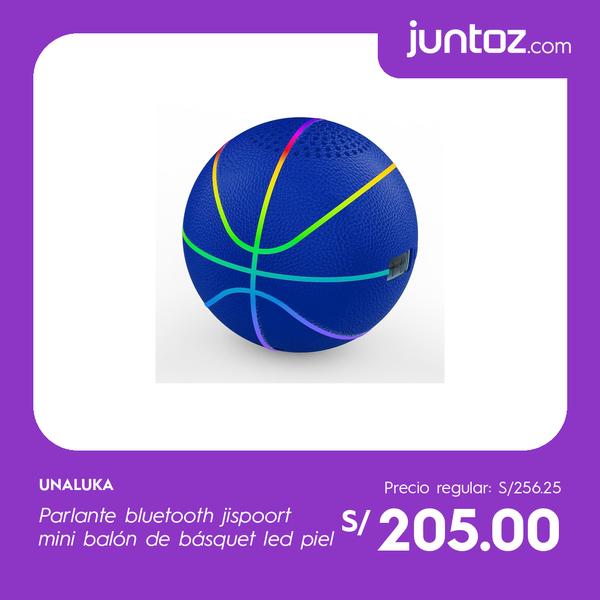 juntoz.com
UNALUKA
Parlante bluetooth jispoort
mini balón de básquet led piel
Precio regular: S/256.25
S/ 205.00